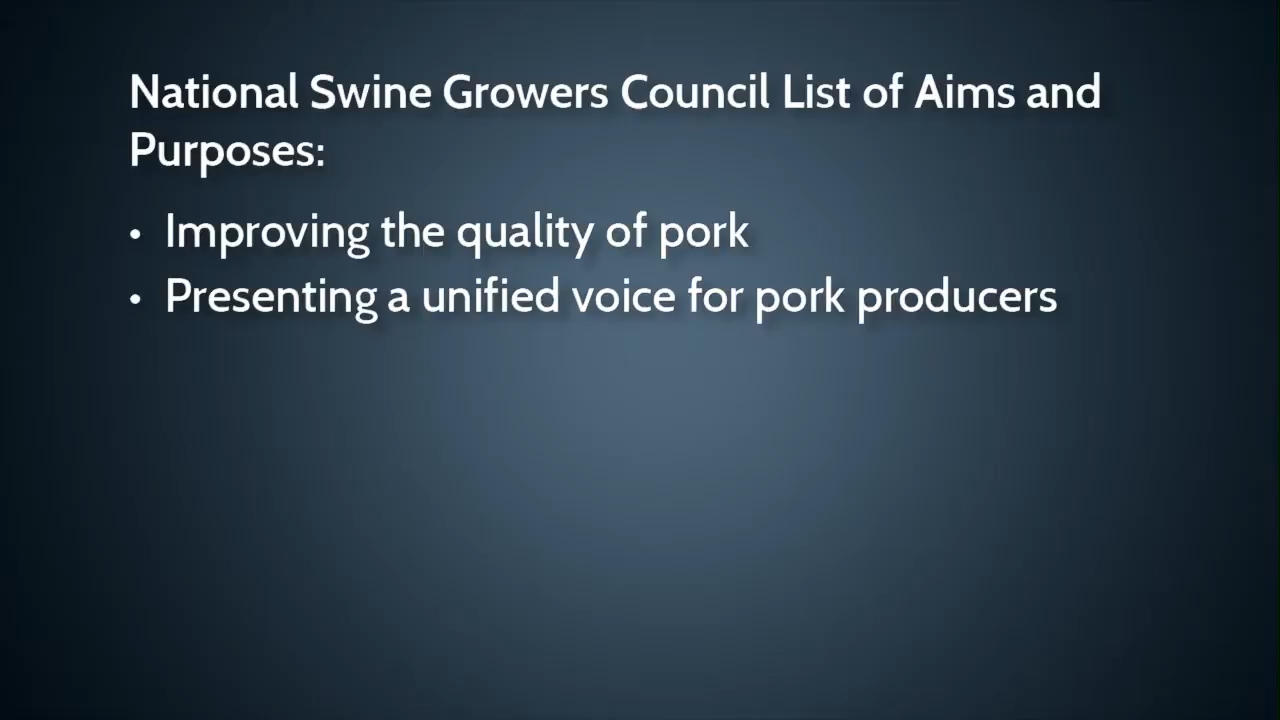 National Swine Growers Council List of Aims and
Purposes:
• Improving the quality of pork
• Presenting a unified voice for pork producers